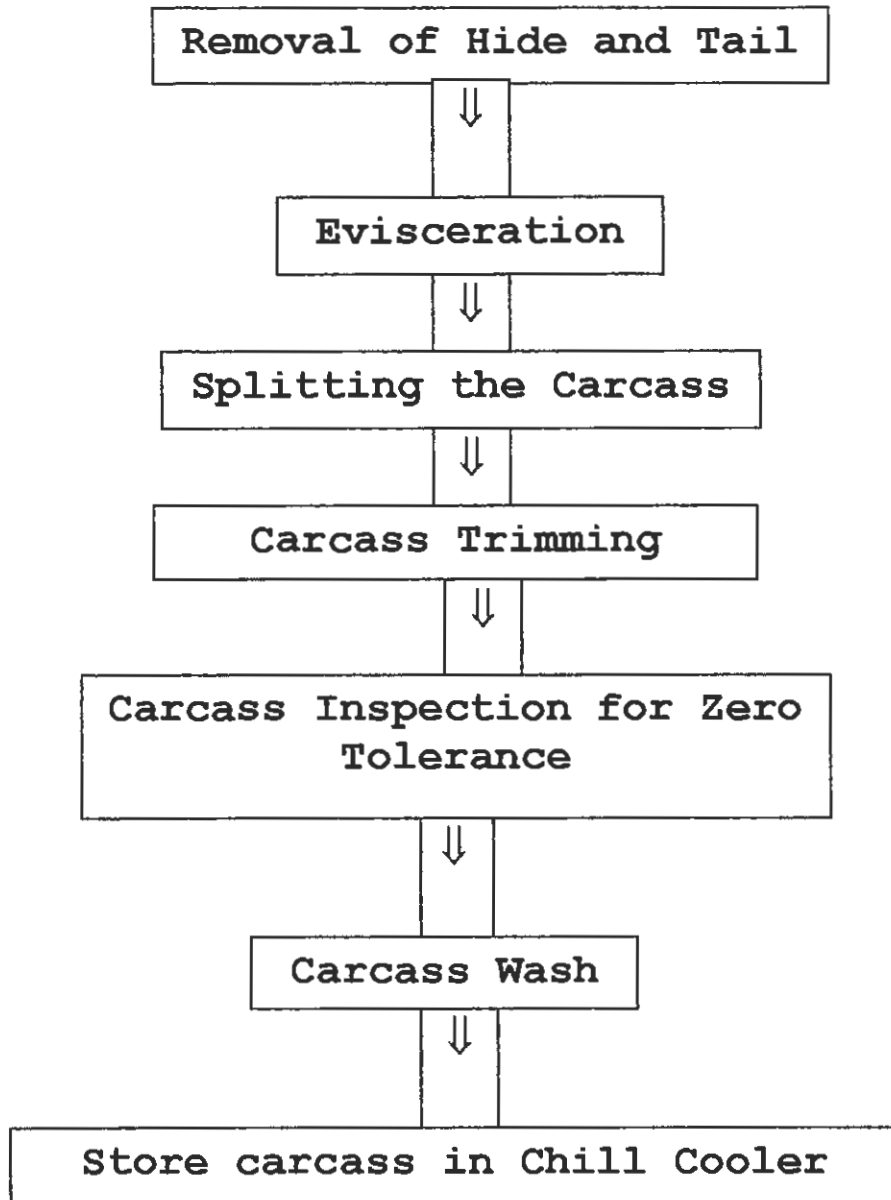 Removal of Hide and Tail
⇓
Evisceration
⇓
Splitting the Carcass
⇓
Carcass Trimming
⇓
Carcass Inspection for Zero
Tolerance
⇓
Carcass Wash
⇓
Store carcass in Chill Cooler